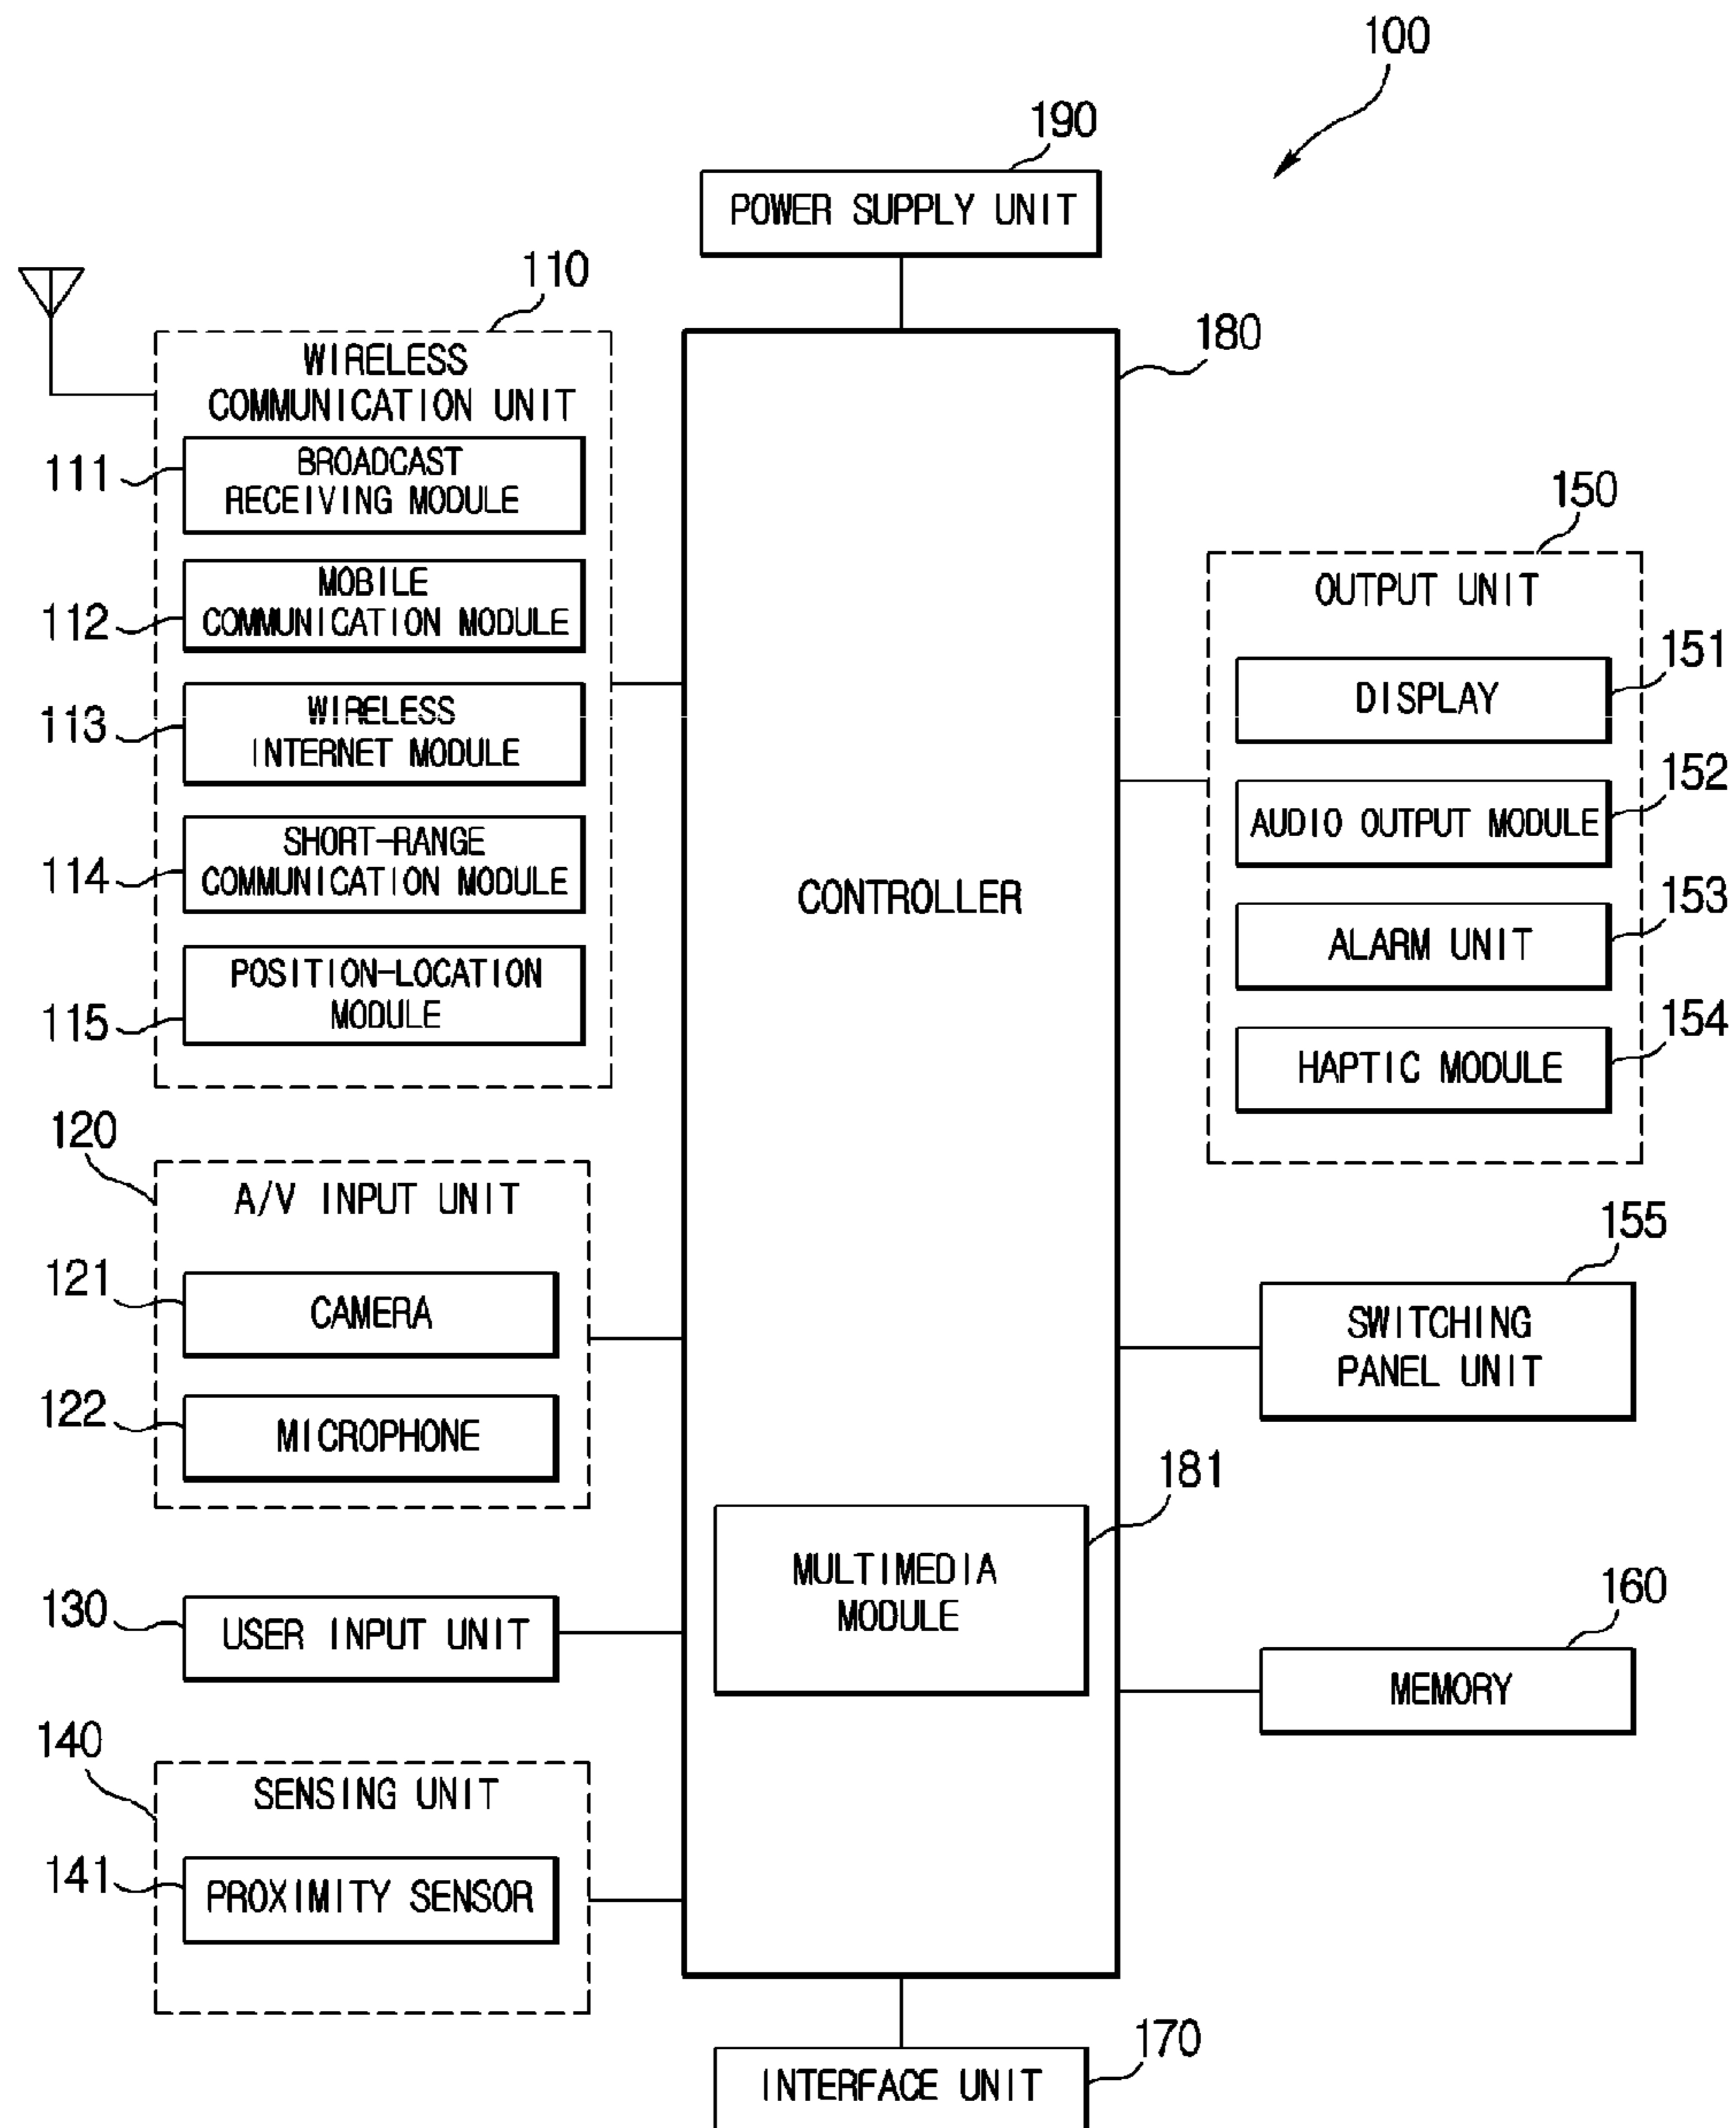 100
190
POWER SUPPLY UNIT
110
WIRELESS
COMMUNICATION UNIT
111
BROADCAST
RECEIVING MODULE
112
MOBILE
COMMUNICATION MODULE
113
WIRELESS
INTERNET MODULE
114
SHORT-RANGE
COMMUNICATION MODULE
115
POSITION-LOCATION
MODULE
120
A/V INPUT UNIT
121
CAMERA
122
MICROPHONE
130
USER INPUT UNIT
140
SENSING UNIT
141
PROXIMITY SENSOR
180
CONTROLLER
181
MULTIMEDIA
MODULE
150
OUTPUT UNIT
151
DISPLAY
152
AUDIO OUTPUT MODULE
153
ALARM UNIT
154
HAPTIC MODULE
155
SWITCHING
PANEL UNIT
160
MEMORY
170
INTERFACE UNIT